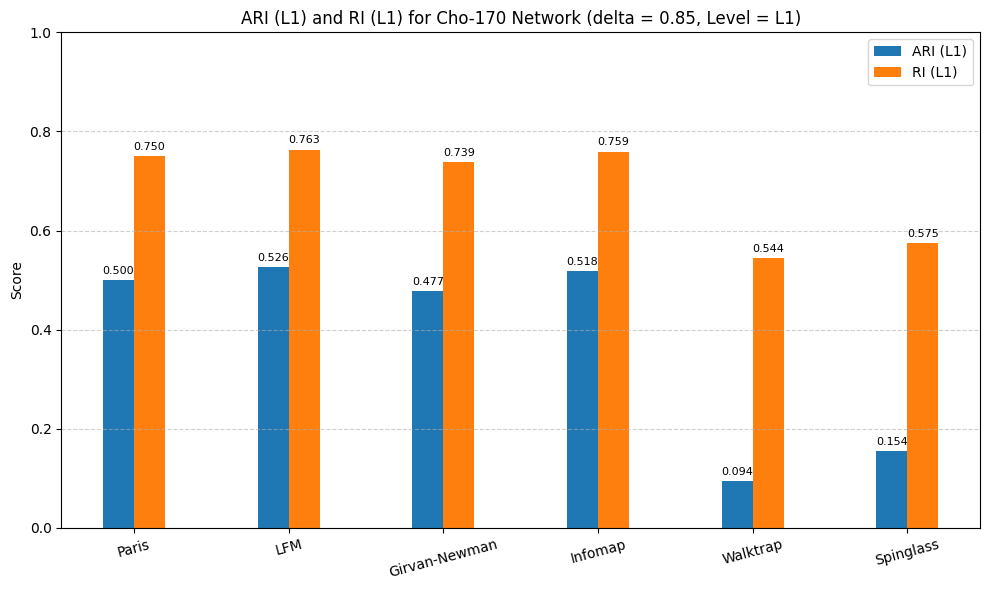 ARI (L1) and RI (L1) for Cho-170 Network (delta = 0.85, Level = L1)
ARI (L1)
RI (L1)
Score
1.0
0.8
0.6
0.4
0.2
0.0
0.500
0.750
0.526
0.763
0.477
0.739
0.518
0.759
0.094
0.544
0.154
0.575
Paris
LFM
Girvan-Newman
Infomap
Walktrap
Spinglass